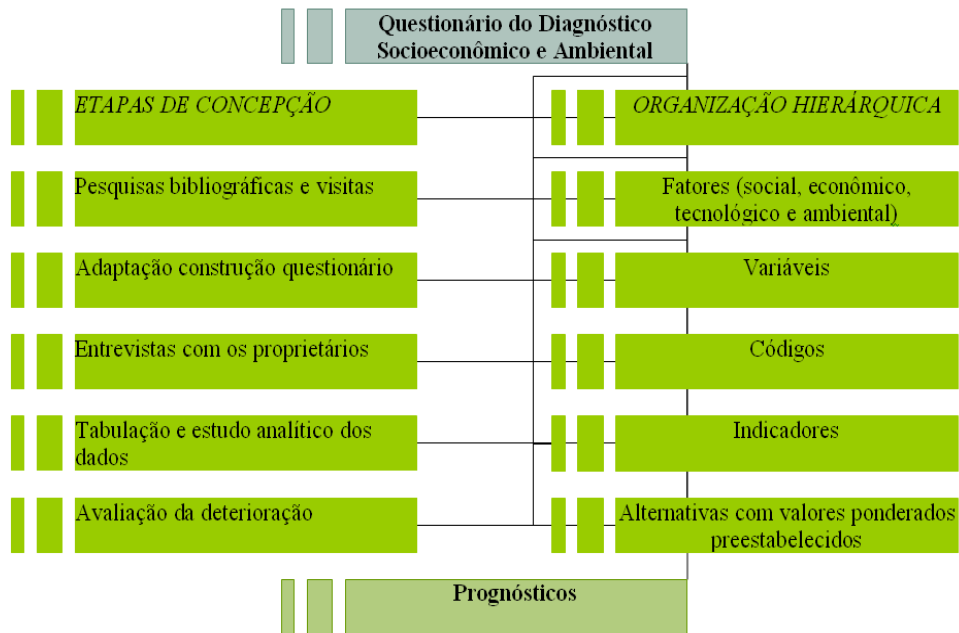 Questionário do Diagnóstico
Socioeconômico e Ambiental
ETAPAS DE CONCEPÇÃO
ORGANIZAÇÃO HIERÁRQUICA
Pesquisas bibliográficas e visitas
Fatores (social, econômico,
tecnológico e ambiental)
Adaptação construção questionário
Variáveis
Entrevistas com os proprietários
Códigos
Tabulação e estudo analítico dos
dados
Indicadores
Avaliação da deterioração
Alternativas com valores ponderados
preestabelecidos
Prognósticos